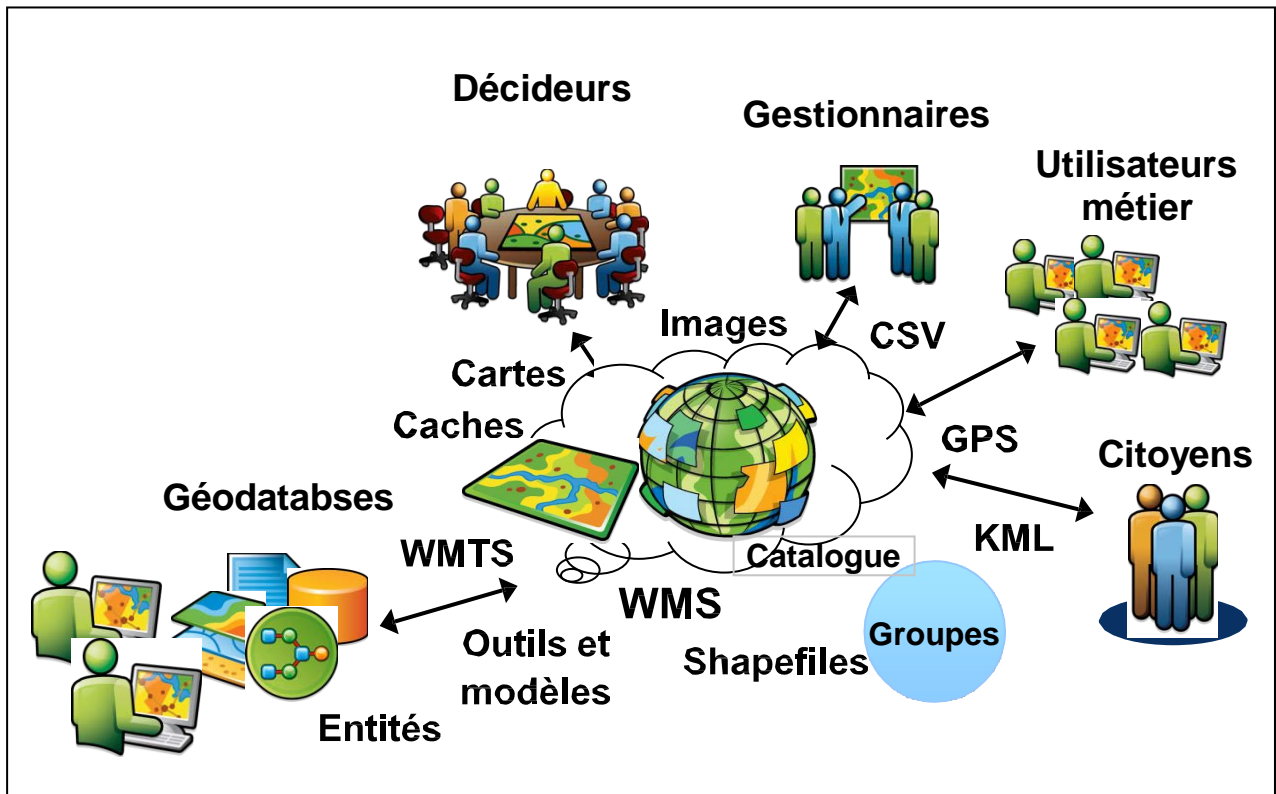 Décideurs
Gestionnaires
Utilisateurs
métier
Images
CSV
Cartes
Caches
GPS
Citoyens
Géodatabses
WMTS
KML
Catalogue
WMS
Groupes
Outils et
modèles
Shapefiles
Entités